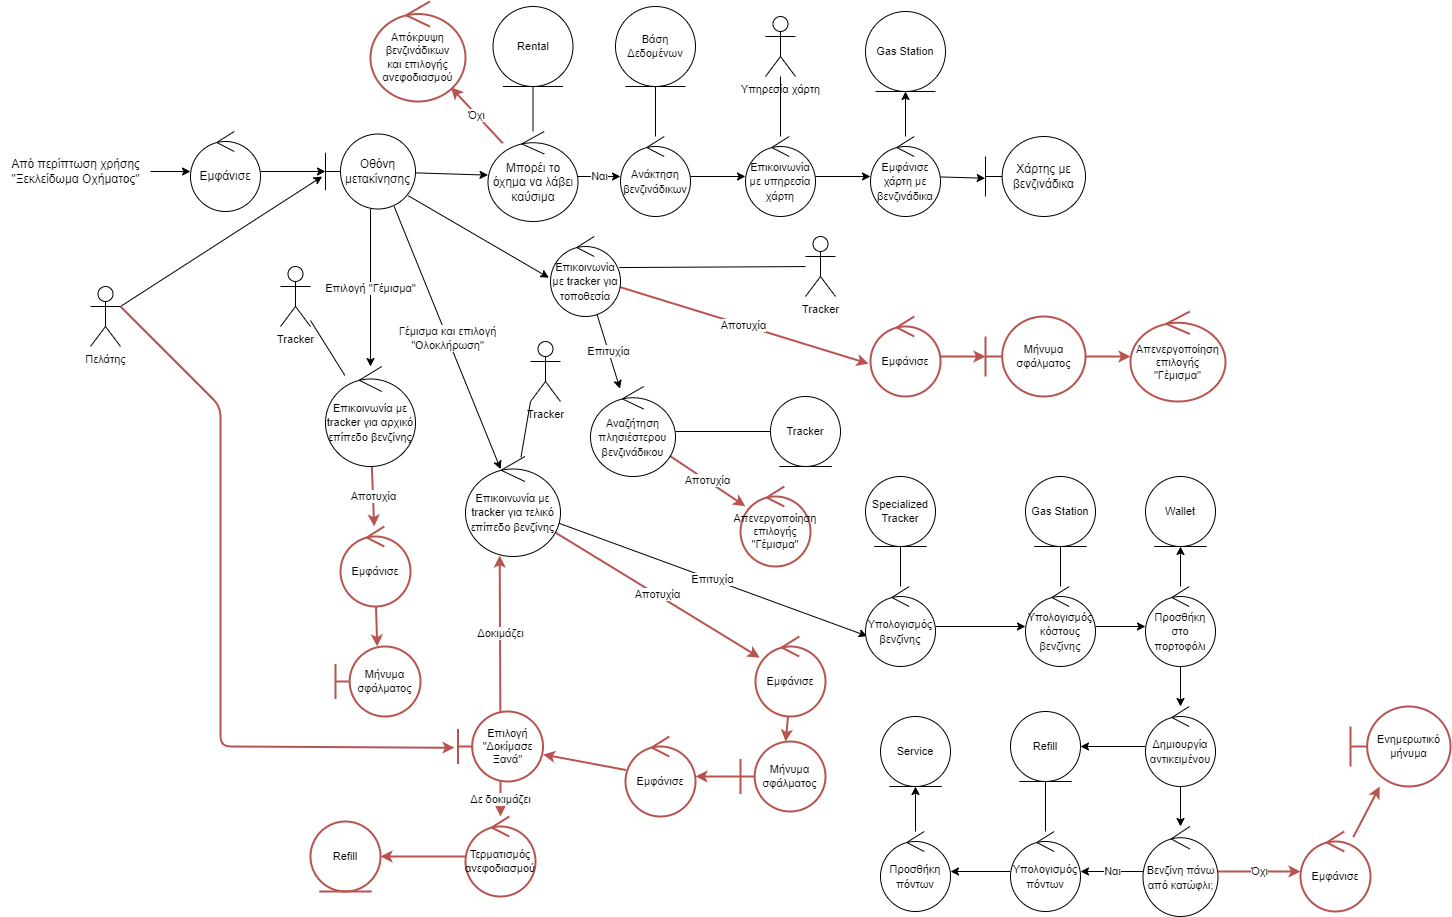 Απόκρυψη
βενζινάδικων
και επιλογής
ανεφοδιασμού
Rental
Βάση
Δεδομένων
Υπηρεσία χάρτη
Gas Station
Όχι
Από περίπτωση χρήσης
"Ξεκλείδωμα Οχήματος"
Εμφάνισε
Οθόνη
μετακίνησης
Μπορεί το
όχημα να λάβει
καύσιμα
Ναι
Ανάκτηση
βενζινάδικων
Επικοινωνία
με υπηρεσία
χάρτη
Εμφάνισε
χάρτη με
βενζινάδικα
Χάρτης με
βενζινάδικα
Πελάτης
Tracker
Επιλογή "Γέμισμα"
Γέμισμα και επιλογή
"Ολοκλήρωση"
Επικοινωνία
με tracker για
τοποθεσία
Tracker
Αποτυχία
Εμφάνισε
Μήνυμα
σφάλματος
Απενεργοποίηση
επιλογής
"Γέμισμα"
Επιτυχία
Tracker
Επικοινωνία με
tracker για αρχικό
επίπεδο βενζίνης
Αναζήτηση
πλησιέστερου
βενζινάδικου
Tracker
Αποτυχία
Απενεργοποίηση
επιλογής
"Γέμισμα"
Αποτυχία
Εμφάνισε
Μήνυμα
σφάλματος
Επικοινωνία με
tracker για τελικό
επίπεδο βενζίνης
Specialized
Tracker
Gas Station
Wallet
Επιτυχία
Αποτυχία
Υπολογισμός
βενζίνης
Υπολογισμός
κόστους
βενζίνης
Προσθήκη
στο
πορτοφόλι
Δοκιμάζει
Εμφάνισε
Μήνυμα
σφάλματος
Εμφάνισε
Επιλογή
"Δοκίμασε
Ξανά"
Δε δοκιμάζει
Τερματισμός
ανεφοδιασμού
Refill
Service
Refill
Δημιουργία
αντικειμένου
Ενημερωτικό
μήνυμα
Προσθήκη
πόντων
Υπολογισμός
πόντων
Ναι
Βενζίνη πάνω
από κατώφλι;
Όχι
Εμφάνισε